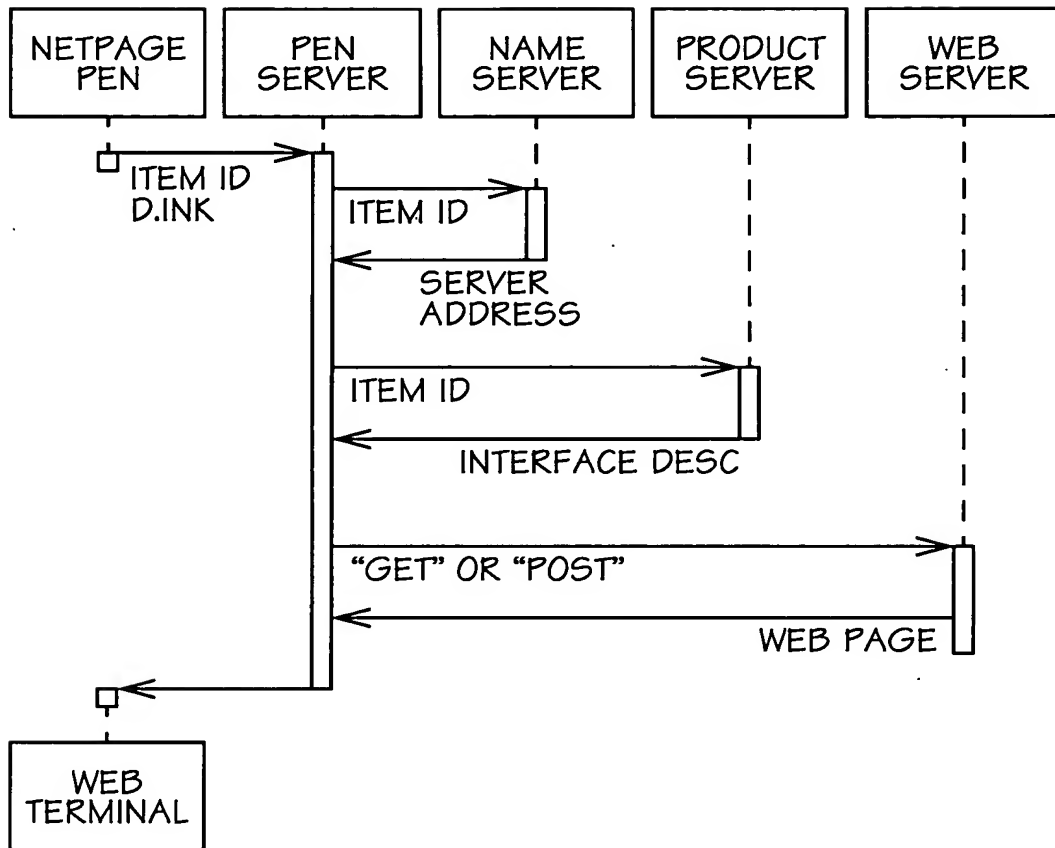 NETPAGE
PEN
PEN
SERVER
NAME
SERVER
PRODUCT
SERVER
WEB
SERVER
ITEM ID
D.INK
ITEM ID
SERVER
ADDRESS
ITEM ID
INTERFACE DESC
“GET” OR “POST”
WEB PAGE
WEB
TERMINAL